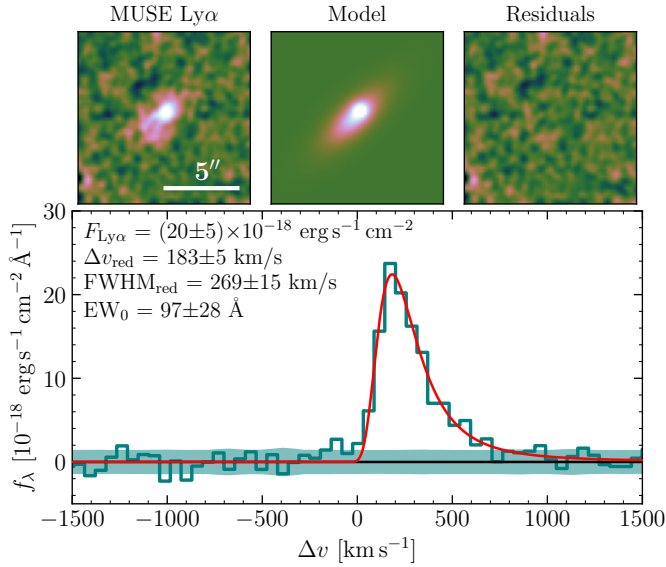 MUSE Lyα Model Residuals
5″
F_Lyα = (20±5)×10⁻¹⁸ erg s⁻¹ cm⁻²
Δv_red = 183±5 km/s
FWHM_red = 269±15 km/s
EW₀ = 97±28 Å
30
20
10
0
f_λ [10⁻¹⁸ erg s⁻¹ cm⁻² Å⁻¹]
−1500 −1000 −500 0 500 1000 1500
Δv [km s⁻¹]